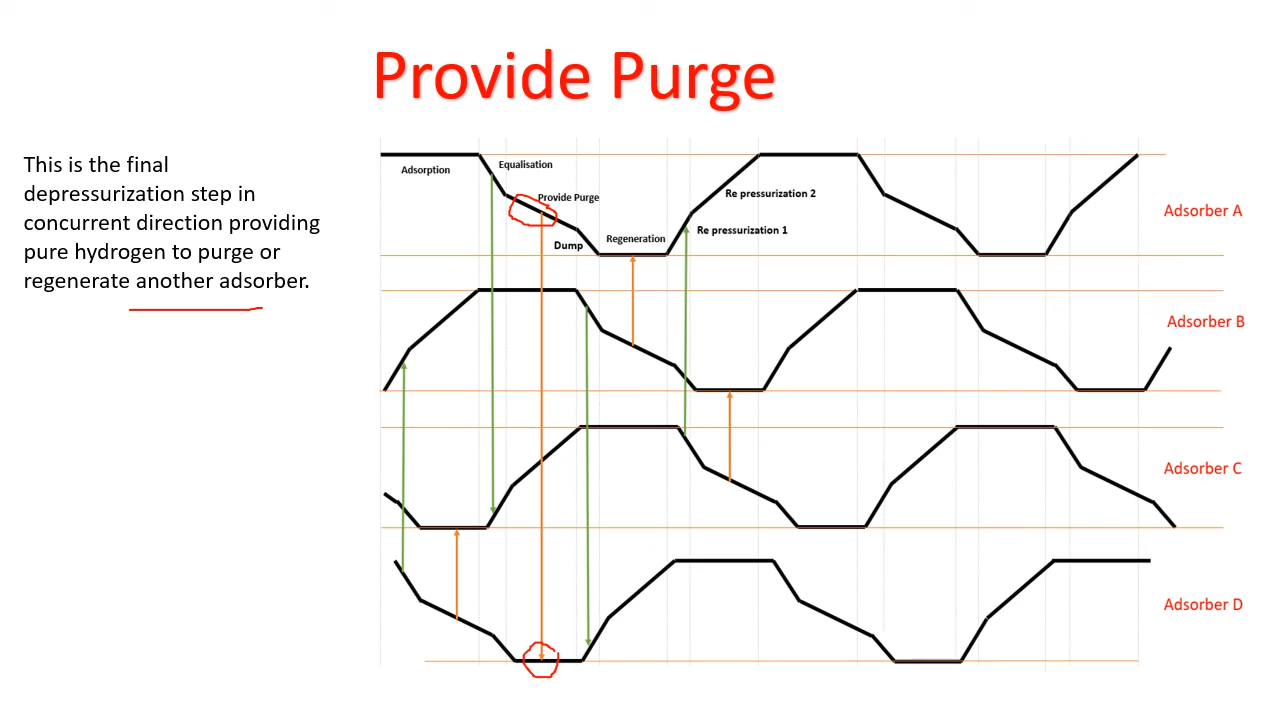 Provide Purge
This is the final
depressurization step in
concurrent direction providing
pure hydrogen to purge or
regenerate another adsorber.
Adsorption
Equalisation
Provide Purge
Dump
Regeneration
Re pressurization 2
Re pressurization 1
Adsorber A
Adsorber B
Adsorber C
Adsorber D